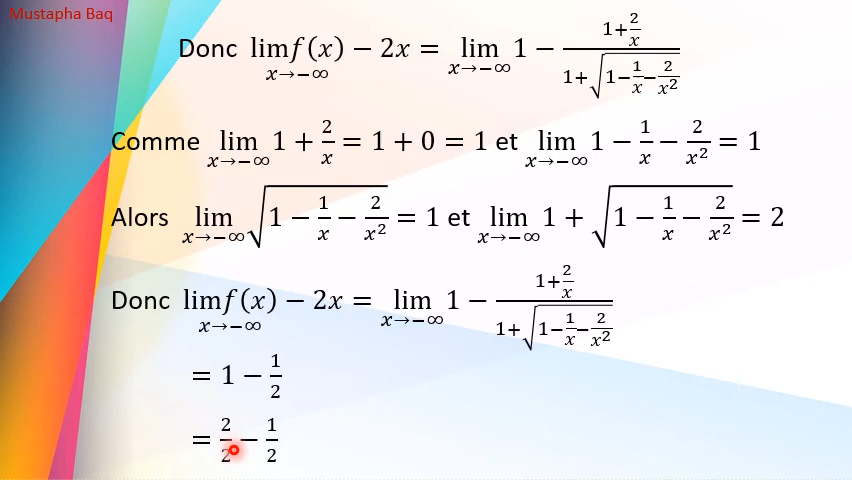 Mustapha Baq
Donc lim_{x→−∞} f(x) − 2x = lim_{x→−∞} 1 − (1+2/x)/(1+√(1−1/x−2/x²))
Comme lim_{x→−∞} 1 + 2/x = 1 + 0 = 1 et lim_{x→−∞} 1 − 1/x − 2/x² = 1
Alors lim_{x→−∞} √(1 − 1/x − 2/x²) = 1 et lim_{x→−∞} 1 + √(1 − 1/x − 2/x²) = 2
Donc lim_{x→−∞} f(x) − 2x = lim_{x→−∞} 1 − (1+2/x)/(1+√(1−1/x−2/x²))
= 1 − 1/2
= 2/2 − 1/2